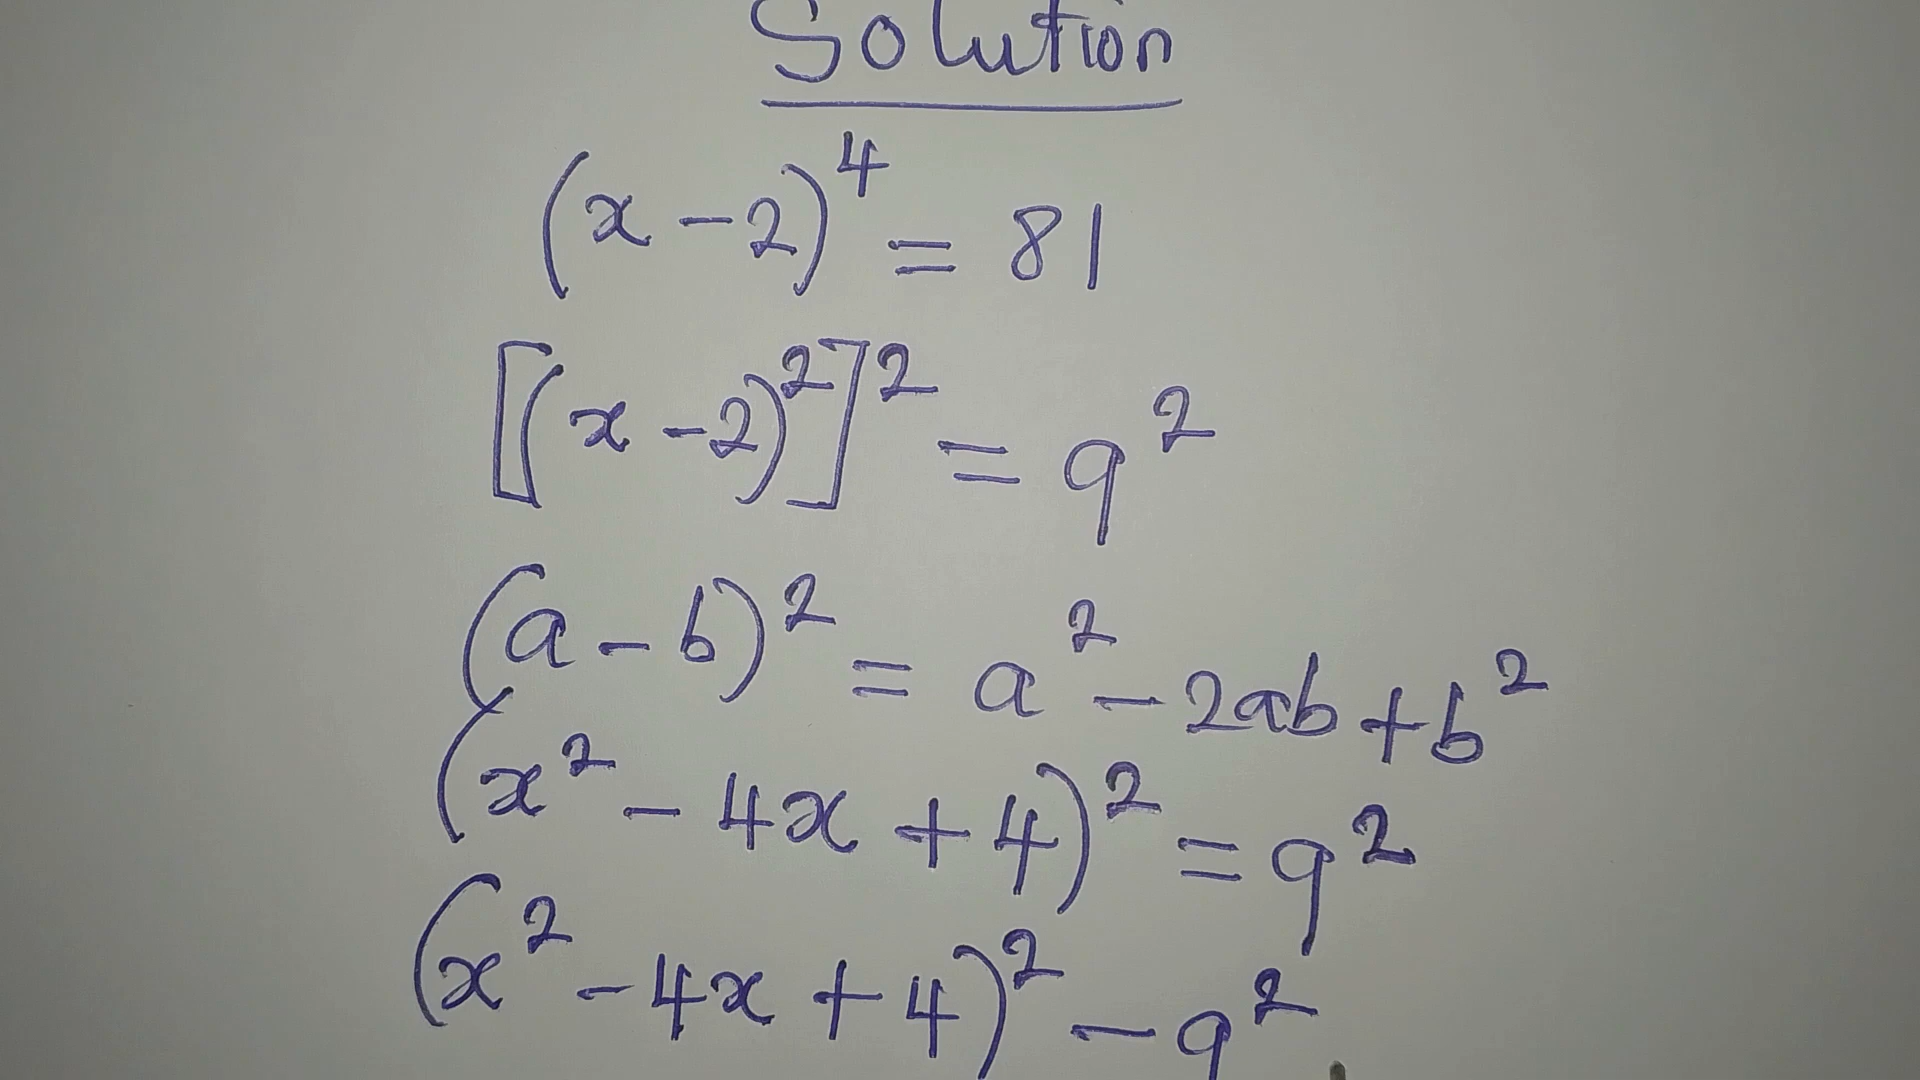 Solution
(x - 2)⁴ = 81
[(x - 2)²]² = 9²
(a - b)² = a² - 2ab + b²
(x² - 4x + 4)² = 9²
(x² - 4x + 4)² - 9²